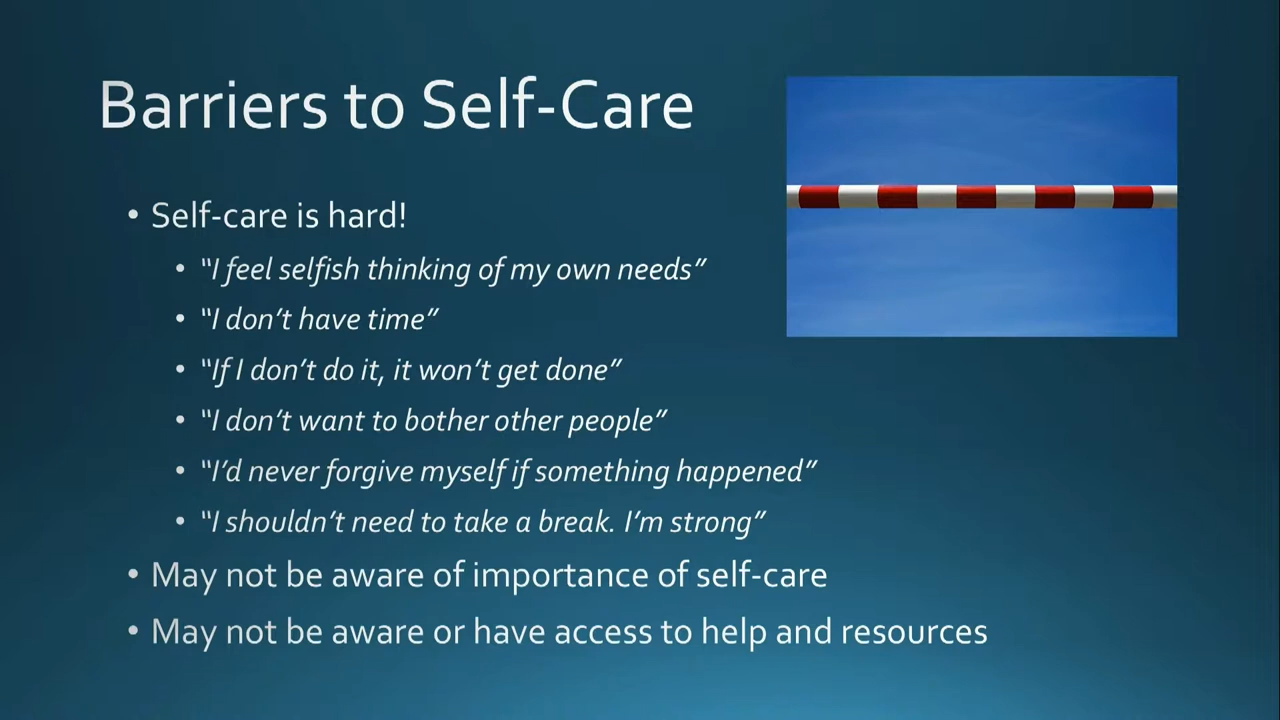 Barriers to Self-Care
• Self-care is hard!
• “I feel selfish thinking of my own needs”
• “I don’t have time”
• “If I don’t do it, it won’t get done”
• “I don’t want to bother other people”
• “I’d never forgive myself if something happened”
• “I shouldn’t need to take a break. I’m strong”
• May not be aware of importance of self-care
• May not be aware or have access to help and resources